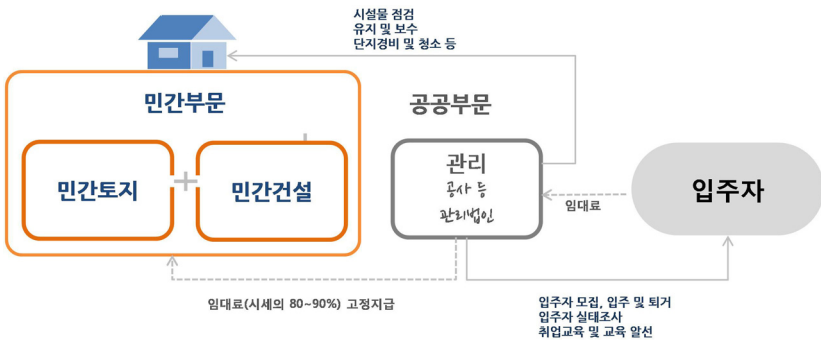 시설물 점검
유지 및 보수
단지경비 및 청소 등
민간부문
공공부문
민간토지
+
민간건설
관리
공사 등
관리법인
임대료
입주자
임대료(시세의 80~90%) 고정지급
입주자 모집, 입주 및 퇴거
입주자 실태조사
취업교육 및 교육 알선